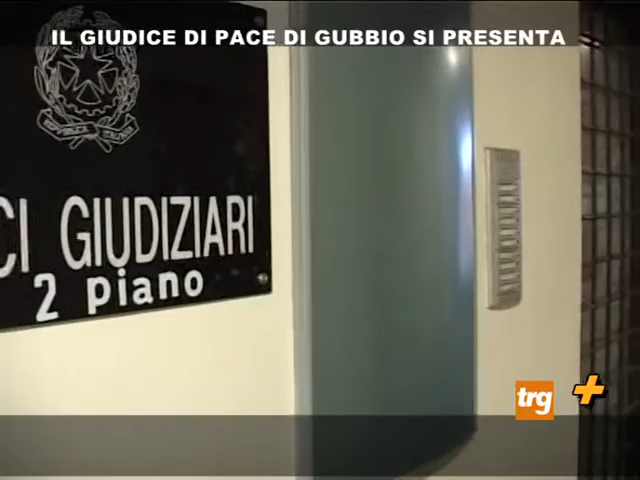 IL GIUDICE DI PACE DI GUBBIO SI PRESENTA
CI GIUDIZIARI
2 piano
trg